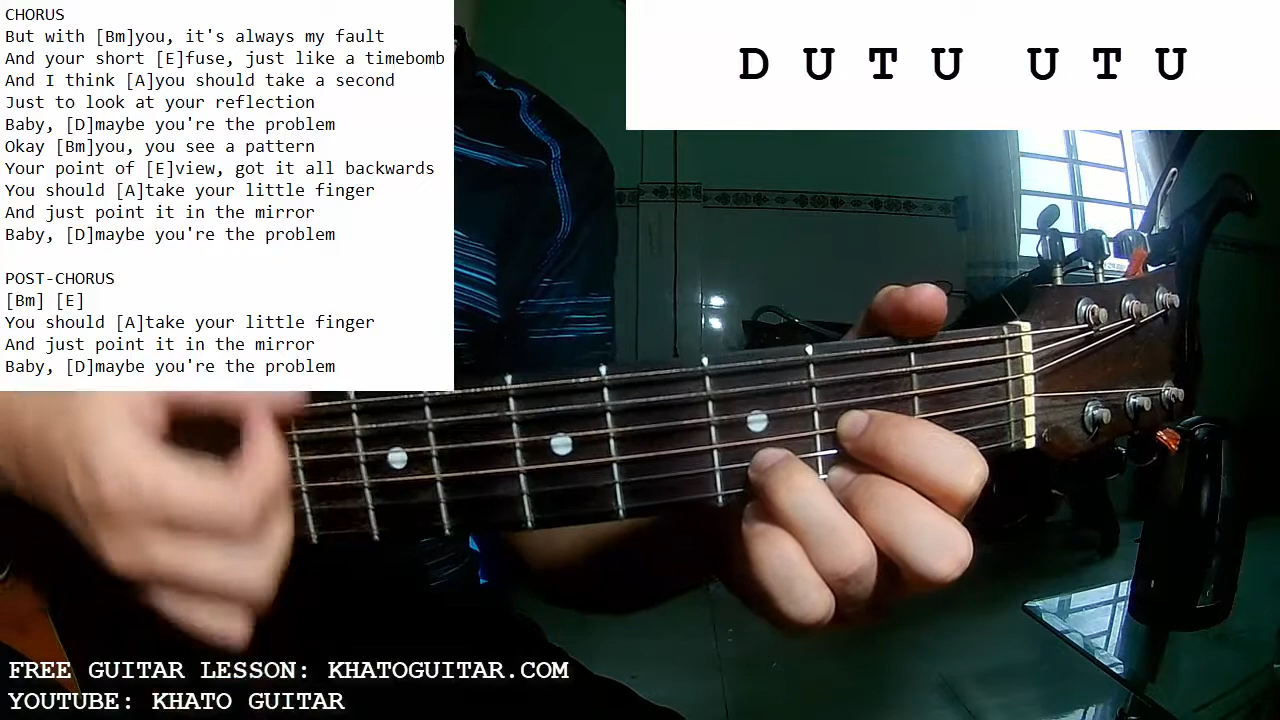 CHORUS
But with [Bm]you, it's always my fault
And your short [E]fuse, just like a timebomb
And I think [A]you should take a second
Just to look at your reflection
Baby, [D]maybe you're the problem
Okay [Bm]you, you see a pattern
Your point of [E]view, got it all backwards
You should [A]take your little finger
And just point it in the mirror
Baby, [D]maybe you're the problem
POST-CHORUS
[Bm] [E]
You should [A]take your little finger
And just point it in the mirror
Baby, [D]maybe you're the problem
D U T U U T U
FREE GUITAR LESSON: KHATOGUITAR.COM
YOUTUBE: KHATO GUITAR